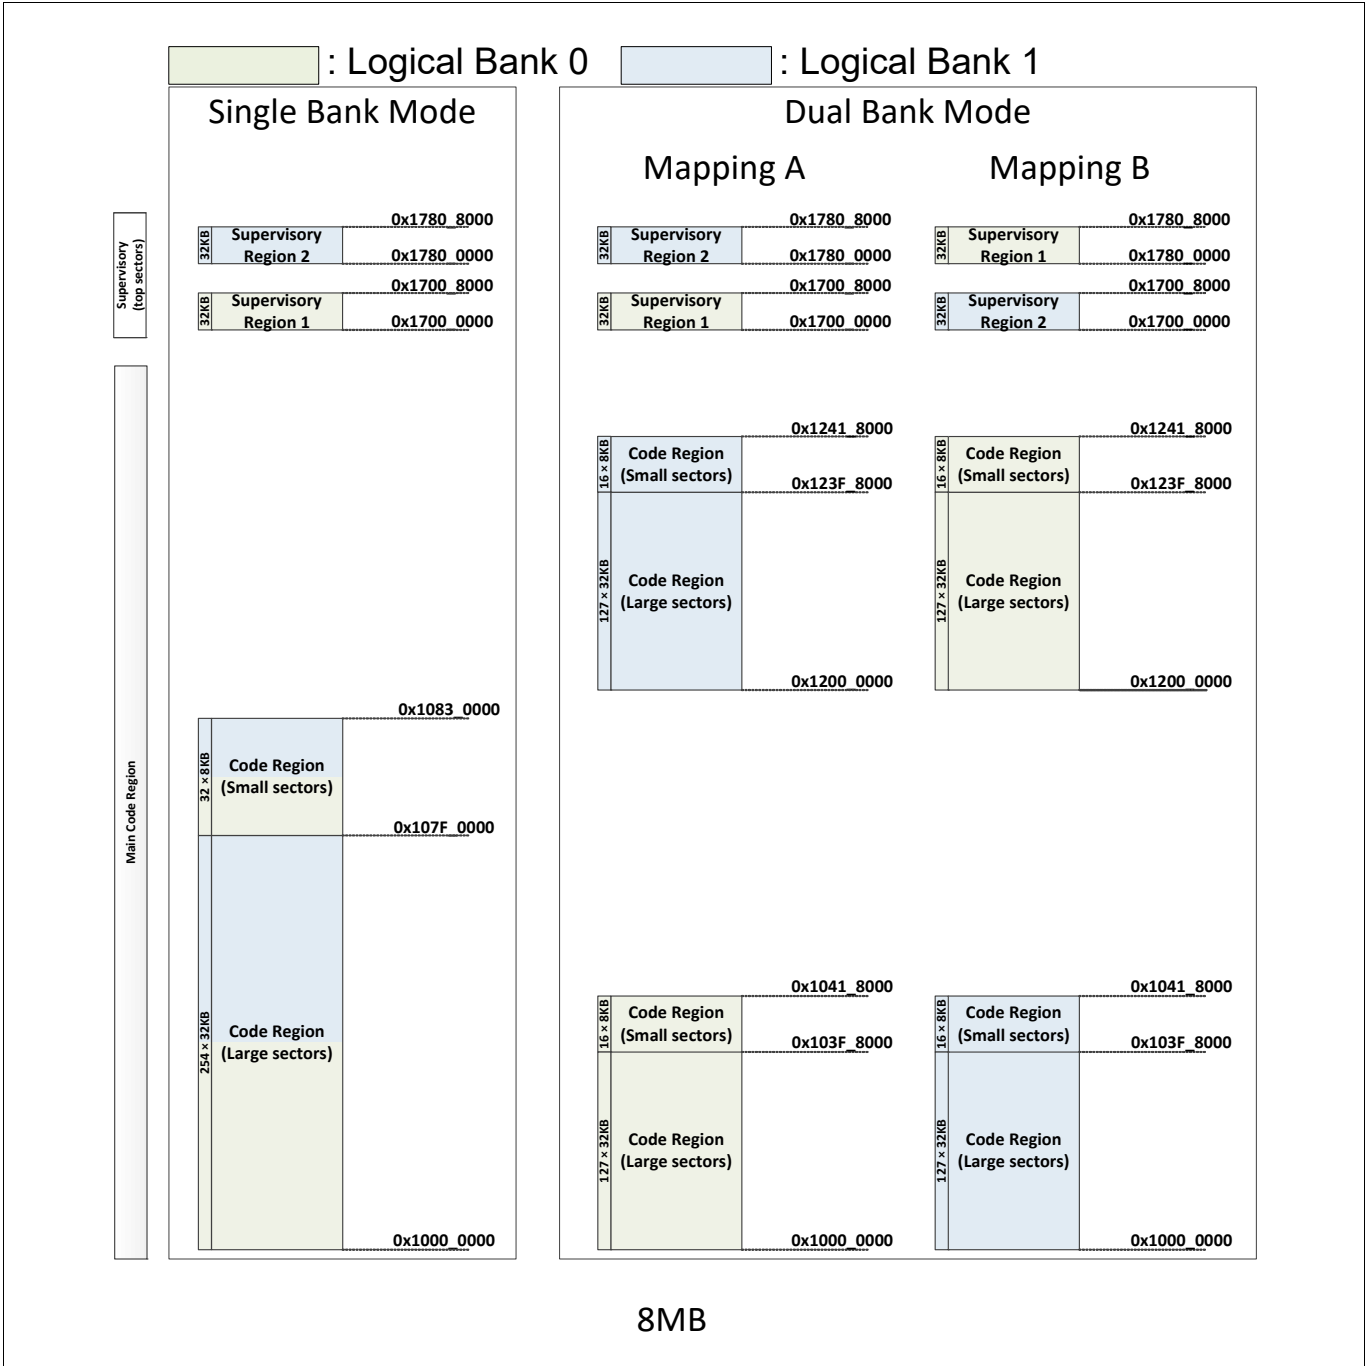 : Logical Bank 0
: Logical Bank 1
Single Bank Mode
Dual Bank Mode
Mapping A
Mapping B
Supervisory
(top sectors)
Main Code Region
0x1780_8000
32KB
Supervisory
Region 2
0x1780_0000
0x1700_8000
32KB
Supervisory
Region 1
0x1700_0000
0x1083_0000
32 × 8KB
Code Region
(Small sectors)
0x107F_0000
254 × 32KB
Code Region
(Large sectors)
0x1000_0000
0x1780_8000
32KB
Supervisory
Region 2
0x1780_0000
0x1700_8000
32KB
Supervisory
Region 1
0x1700_0000
0x1241_8000
16 × 8KB
Code Region
(Small sectors)
0x123F_8000
127 × 32KB
Code Region
(Large sectors)
0x1200_0000
0x1041_8000
16 × 8KB
Code Region
(Small sectors)
0x103F_8000
127 × 32KB
Code Region
(Large sectors)
0x1000_0000
0x1780_8000
32KB
Supervisory
Region 1
0x1780_0000
0x1700_8000
32KB
Supervisory
Region 2
0x1700_0000
0x1241_8000
16 × 8KB
Code Region
(Small sectors)
0x123F_8000
127 × 32KB
Code Region
(Large sectors)
0x1200_0000
0x1041_8000
16 × 8KB
Code Region
(Small sectors)
0x103F_8000
127 × 32KB
Code Region
(Large sectors)
0x1000_0000
8MB